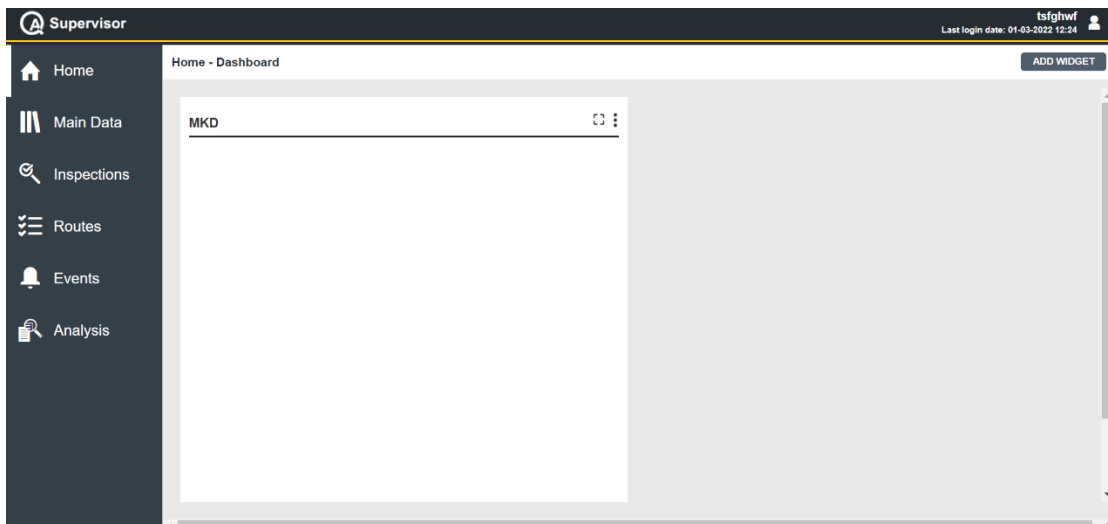 Supervisor
tsfghwf
Last login date: 01-03-2022 12:24
Home
Home - Dashboard
ADD WIDGET
Main Data
MKD
Inspections
Routes
Events
Analysis